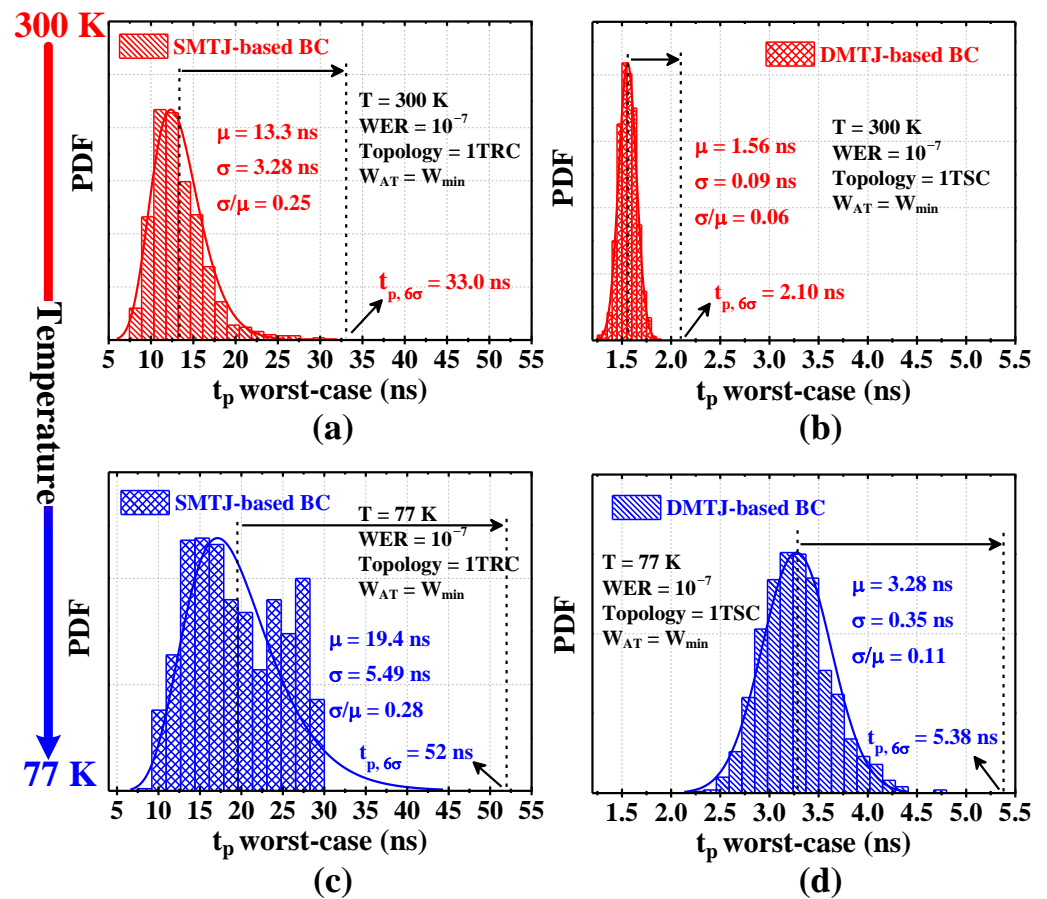 300 K
Temperature
77 K
SMTJ-based BC
T = 300 K
WER = 10⁻⁷
Topology = 1TRC
W_AT = W_min
μ = 13.3 ns
σ = 3.28 ns
σ/μ = 0.25
t_p, 6σ = 33.0 ns
PDF
5 10 15 20 25 30 35 40 45 50 55
t_p worst-case (ns)
(a)
DMTJ-based BC
T = 300 K
WER = 10⁻⁷
Topology = 1TSC
W_AT = W_min
μ = 1.56 ns
σ = 0.09 ns
σ/μ = 0.06
t_p, 6σ = 2.10 ns
PDF
1.5 2.0 2.5 3.0 3.5 4.0 4.5 5.0 5.5
t_p worst-case (ns)
(b)
SMTJ-based BC
T = 77 K
WER = 10⁻⁷
Topology = 1TRC
W_AT = W_min
μ = 19.4 ns
σ = 5.49 ns
σ/μ = 0.28
t_p, 6σ = 52 ns
PDF
5 10 15 20 25 30 35 40 45 50 55
t_p worst-case (ns)
(c)
DMTJ-based BC
T = 77 K
WER = 10⁻⁷
Topology = 1TSC
W_AT = W_min
μ = 3.28 ns
σ = 0.35 ns
σ/μ = 0.11
t_p, 6σ = 5.38 ns
PDF
1.5 2.0 2.5 3.0 3.5 4.0 4.5 5.0 5.5
t_p worst-case (ns)
(d)